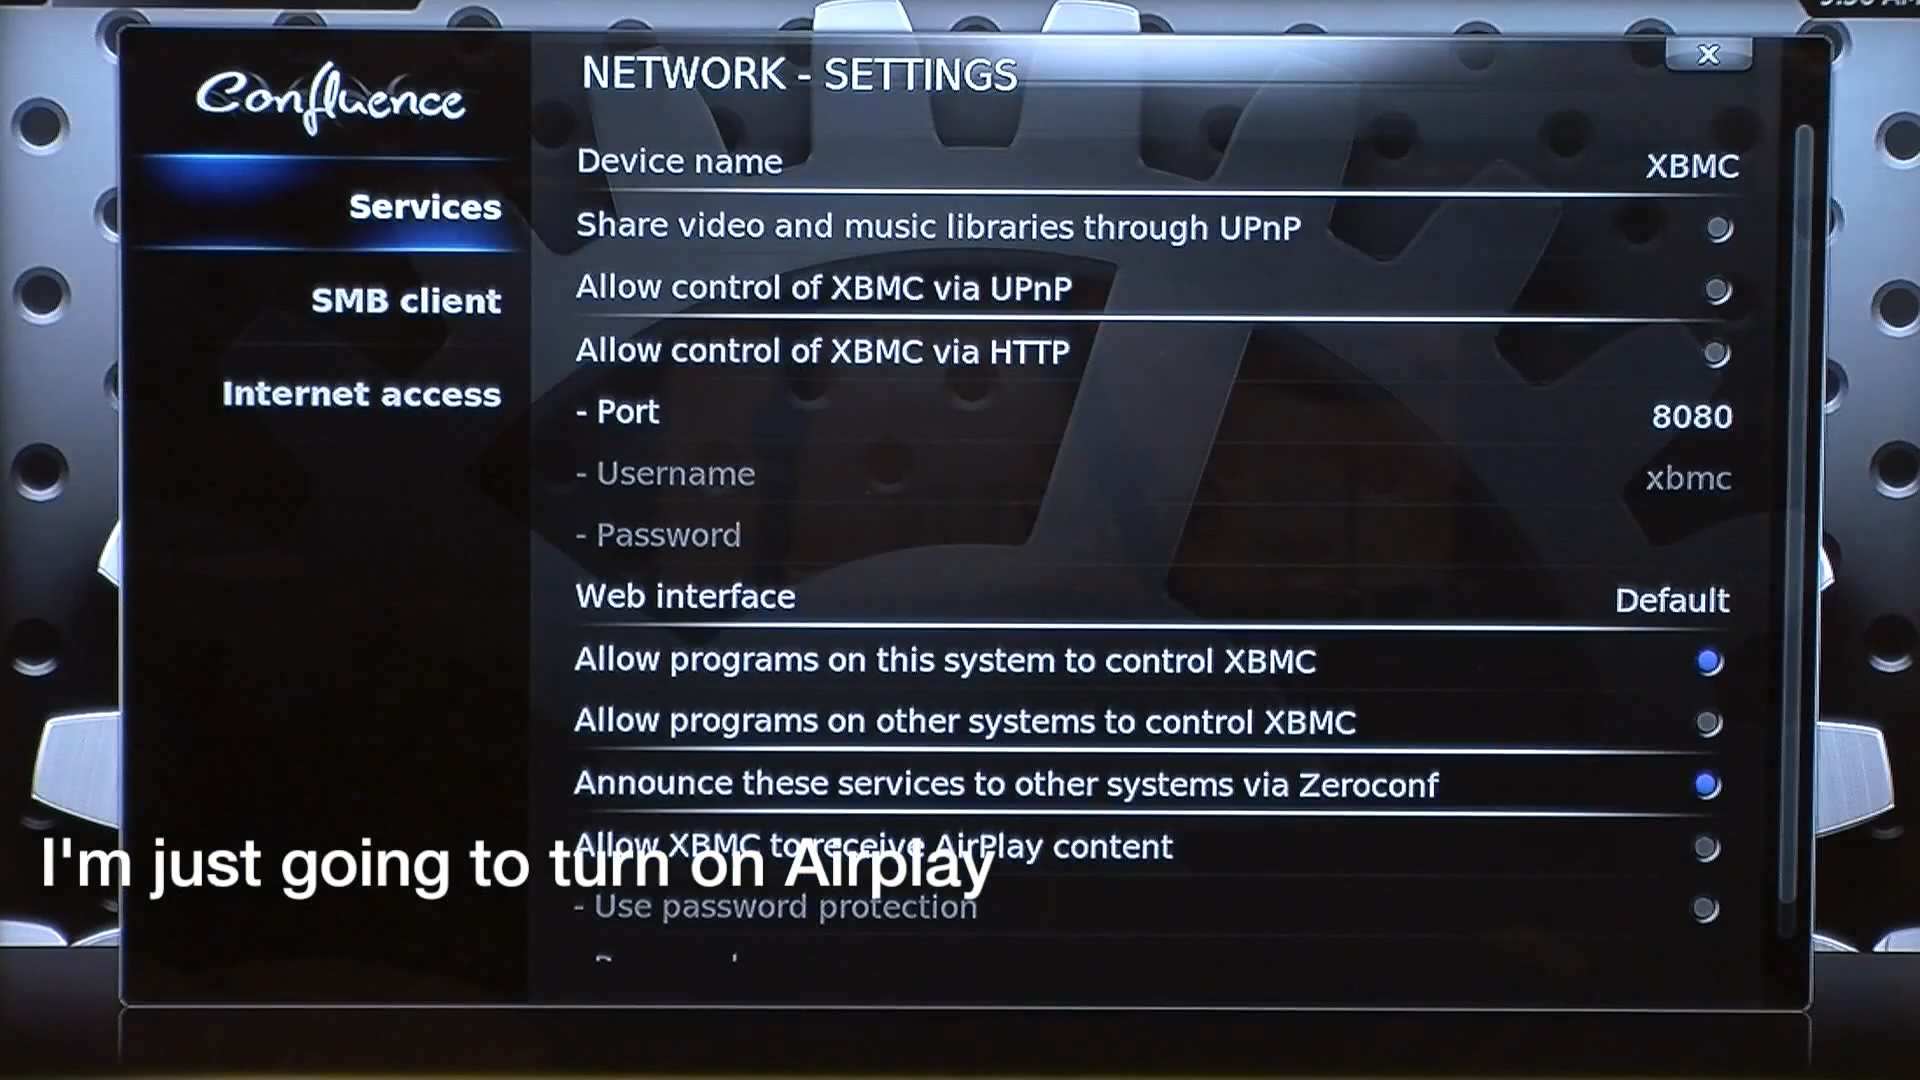 Confluence
NETWORK - SETTINGS
x
Services
SMB client
Internet access
Device name XBMC
Share video and music libraries through UPnP
Allow control of XBMC via UPnP
Allow control of XBMC via HTTP
- Port 8080
- Username xbmc
- Password
Web interface Default
Allow programs on this system to control XBMC
Allow programs on other systems to control XBMC
Announce these services to other systems via Zeroconf
Allow XBMC to receive AirPlay content
I'm just going to turn on Airplay
- Use password protection